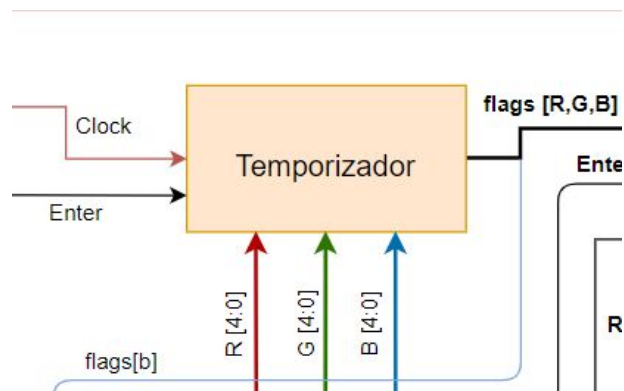 flags [R,G,B]
Clock
Temporizador
Enter
R [4:0]
G [4:0]
B [4:0]
flags[b]
R